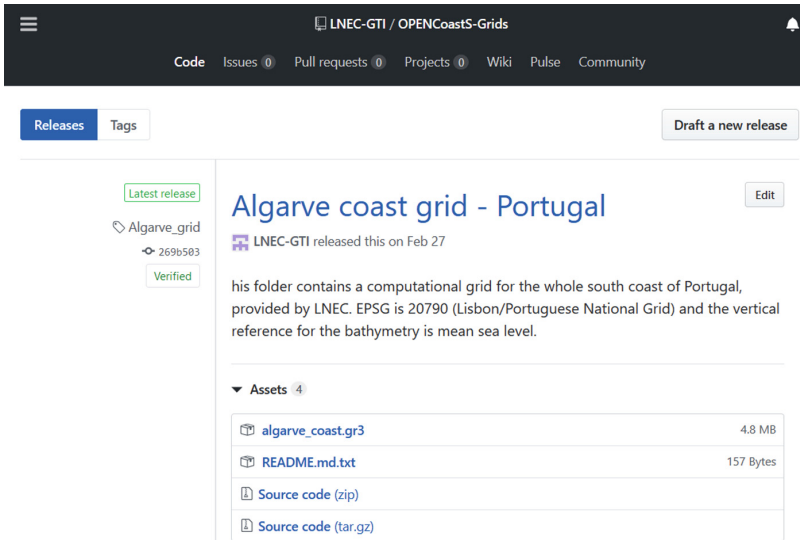 LNEC-GTI / OPENCoastS-Grids
Code Issues 0 Pull requests 0 Projects 0 Wiki Pulse Community
Releases Tags Draft a new release
Latest release
Algarve_grid
269b503
Verified
Algarve coast grid - Portugal Edit
LNEC-GTI released this on Feb 27
his folder contains a computational grid for the whole south coast of Portugal,
provided by LNEC. EPSG is 20790 (Lisbon/Portuguese National Grid) and the vertical
reference for the bathymetry is mean sea level.
Assets 4
algarve_coast.gr3 4.8 MB
README.md.txt 157 Bytes
Source code (zip)
Source code (tar.gz)